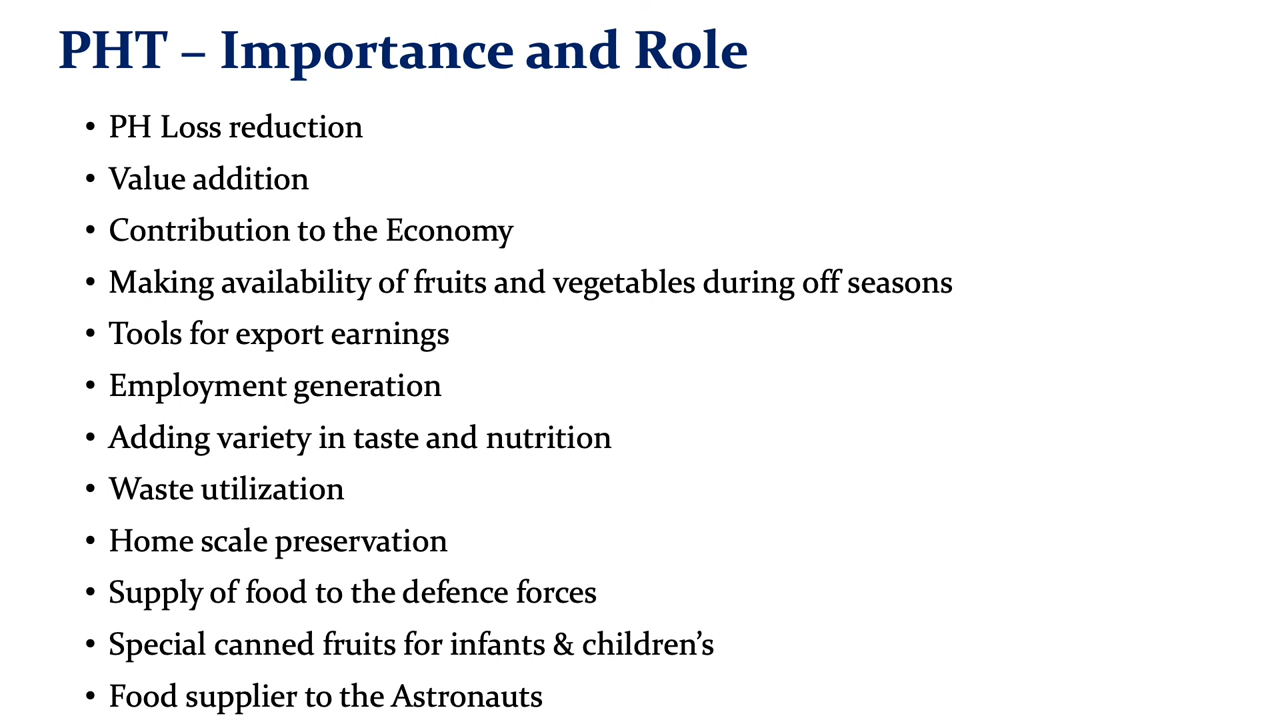 PHT – Importance and Role
• PH Loss reduction
• Value addition
• Contribution to the Economy
• Making availability of fruits and vegetables during off seasons
• Tools for export earnings
• Employment generation
• Adding variety in taste and nutrition
• Waste utilization
• Home scale preservation
• Supply of food to the defence forces
• Special canned fruits for infants & children’s
• Food supplier to the Astronauts